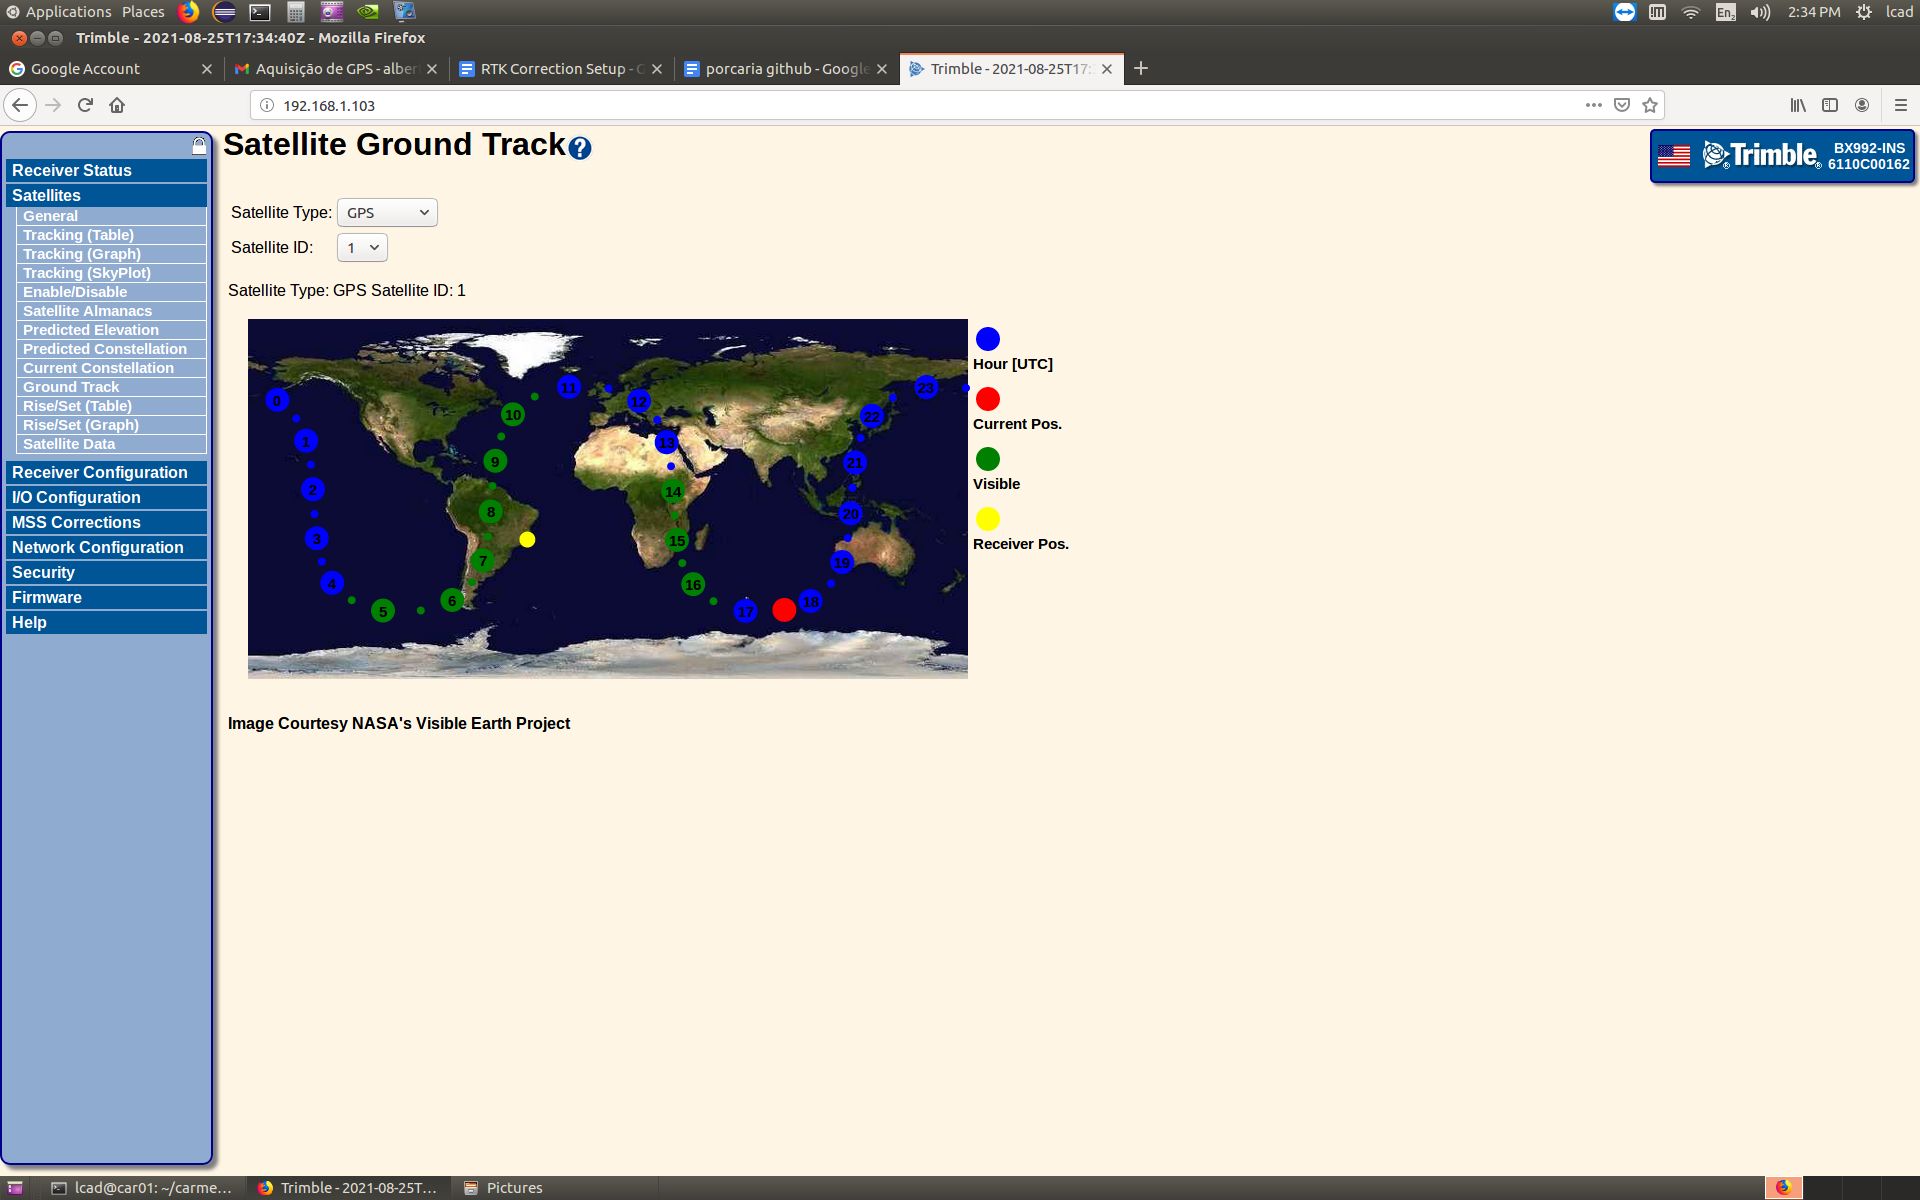 Applications Places
2:34 PM lcad
En2
Trimble - 2021-08-25T17:34:40Z - Mozilla Firefox
Google Account
Aquisição de GPS - alber
RTK Correction Setup - G
porcaria github - Google
Trimble - 2021-08-25T17:
192.168.1.103
Receiver Status
Satellites
General
Tracking (Table)
Tracking (Graph)
Tracking (SkyPlot)
Enable/Disable
Satellite Almanacs
Predicted Elevation
Predicted Constellation
Current Constellation
Ground Track
Rise/Set (Table)
Rise/Set (Graph)
Satellite Data
Receiver Configuration
I/O Configuration
MSS Corrections
Network Configuration
Security
Firmware
Help
Satellite Ground Track ?
Trimble
BX992-INS
6110C00162
Satellite Type: GPS
Satellite ID: 1
Satellite Type: GPS Satellite ID: 1
0
1
2
3
4
5
6
7
8
9
10
11
12
13
14
15
16
17
18
19
20
21
22
23
Hour [UTC]
Current Pos.
Visible
Receiver Pos.
Image Courtesy NASA's Visible Earth Project
lcad@car01: ~/carme...
Trimble - 2021-08-25T...
Pictures